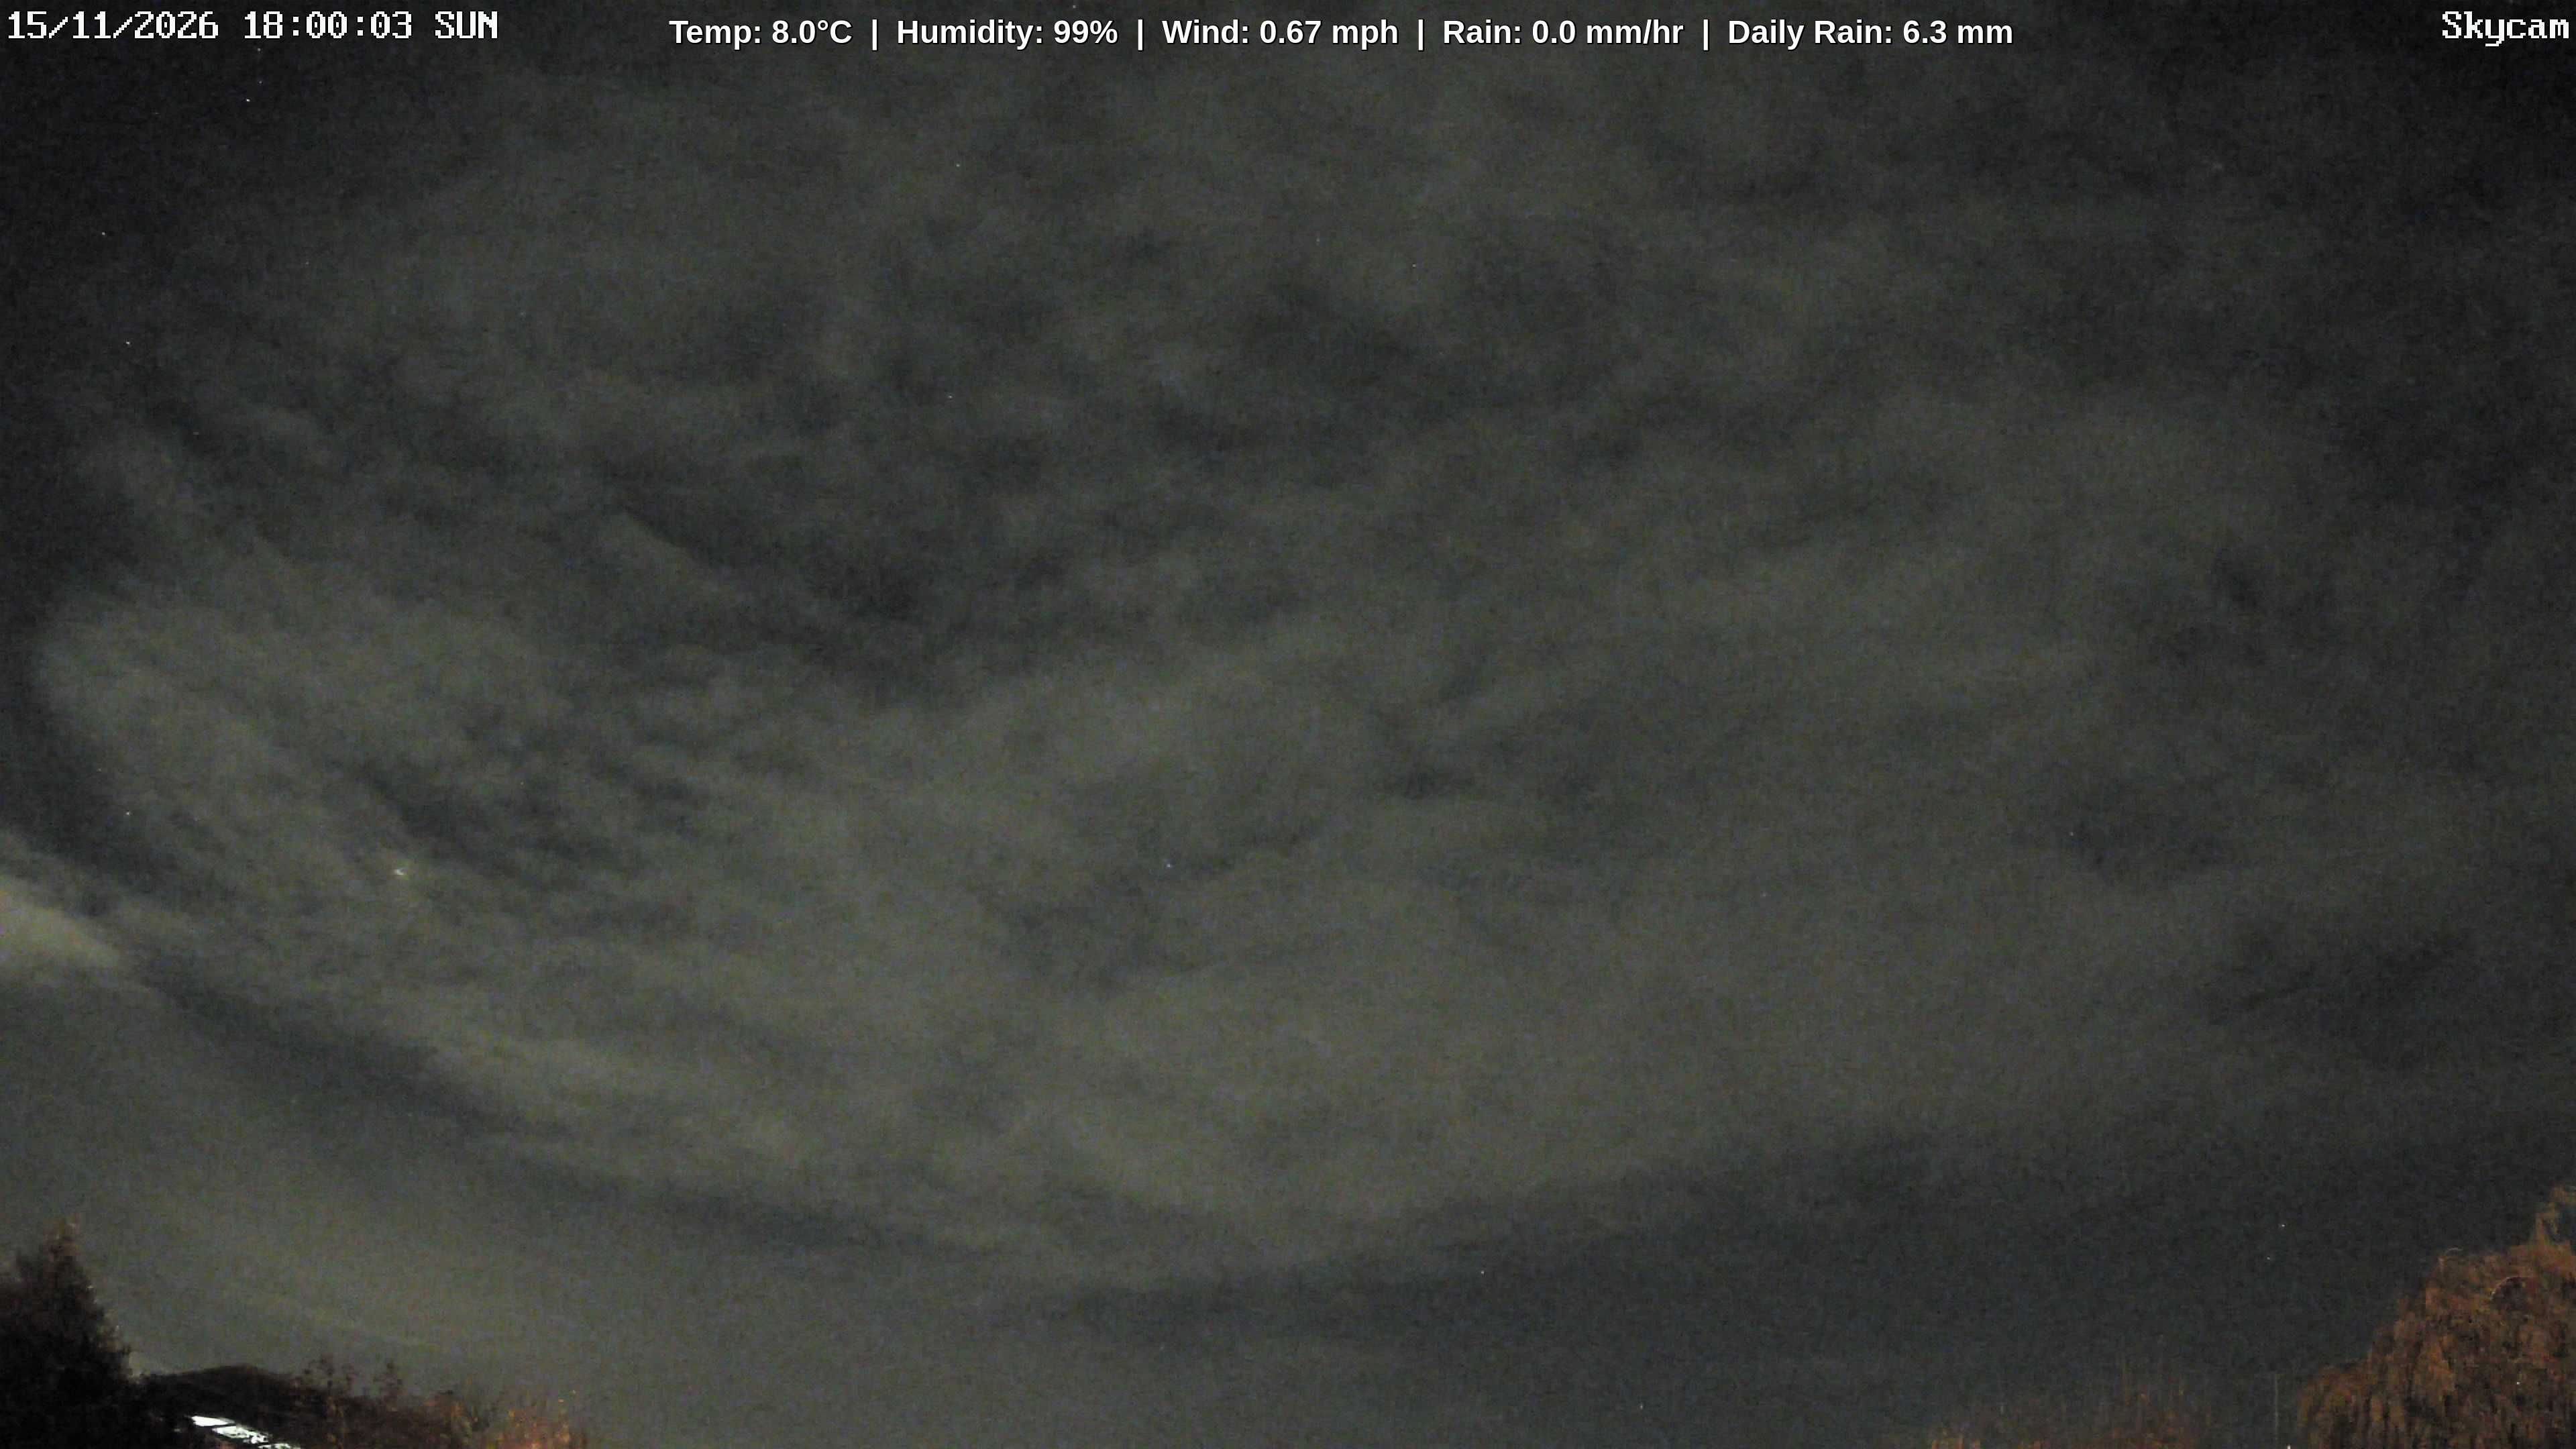 15/11/2026 18:00:03 SUN
Temp: 8.0°C | Humidity: 99% | Wind: 0.67 mph | Rain: 0.0 mm/hr | Daily Rain: 6.3 mm
Skycam